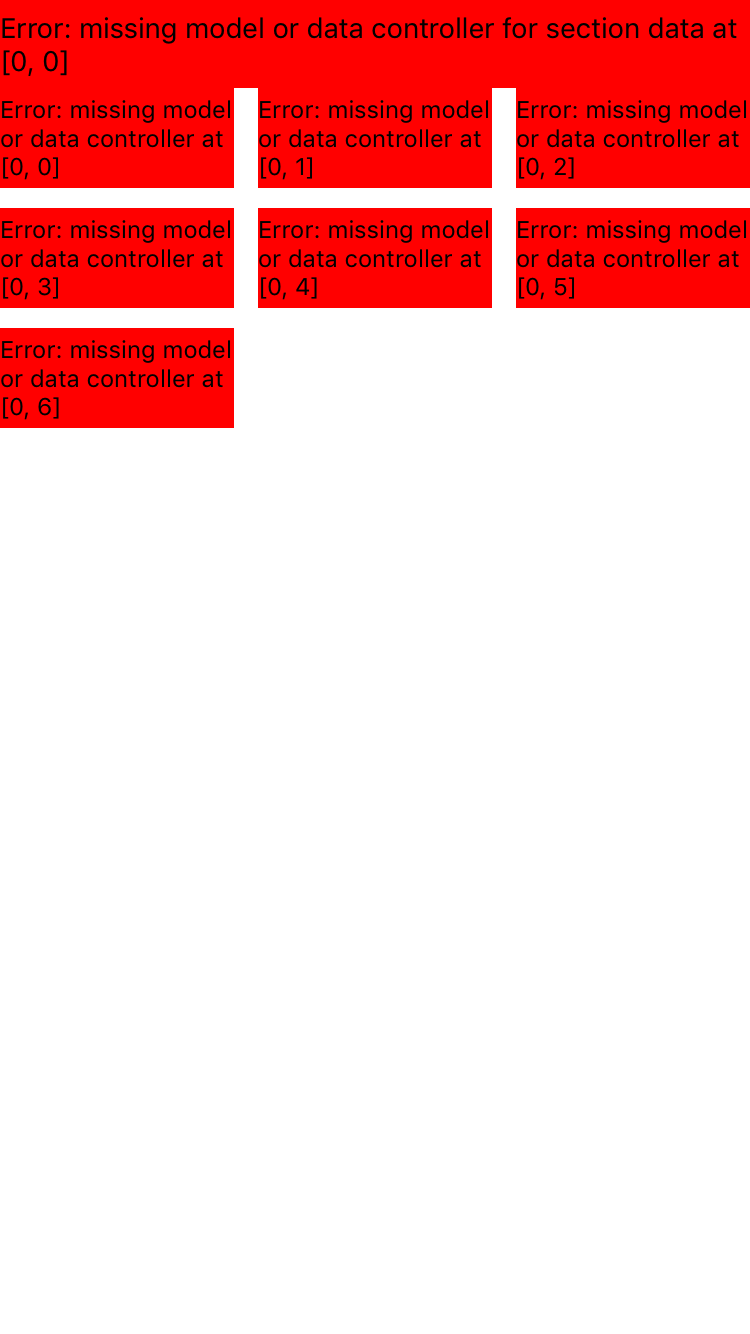 Error: missing model or data controller for section data at
[0, 0]
Error: missing model
or data controller at
[0, 0]
Error: missing model
or data controller at
[0, 1]
Error: missing model
or data controller at
[0, 2]
Error: missing model
or data controller at
[0, 3]
Error: missing model
or data controller at
[0, 4]
Error: missing model
or data controller at
[0, 5]
Error: missing model
or data controller at
[0, 6]